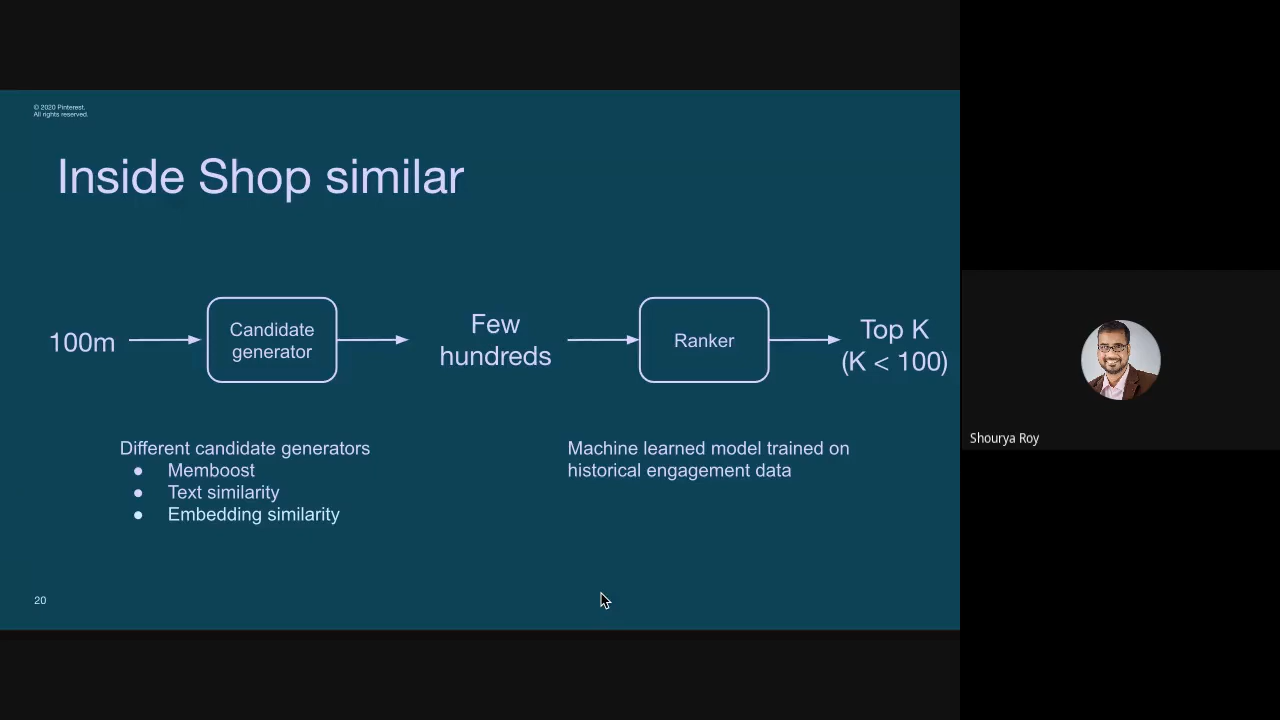 © 2020 Pinterest.
All rights reserved.
Inside Shop similar
100m
Candidate
generator
Few
hundreds
Ranker
Top K
(K < 100)
Different candidate generators
● Memboost
● Text similarity
● Embedding similarity
Machine learned model trained on
historical engagement data
20
Shourya Roy